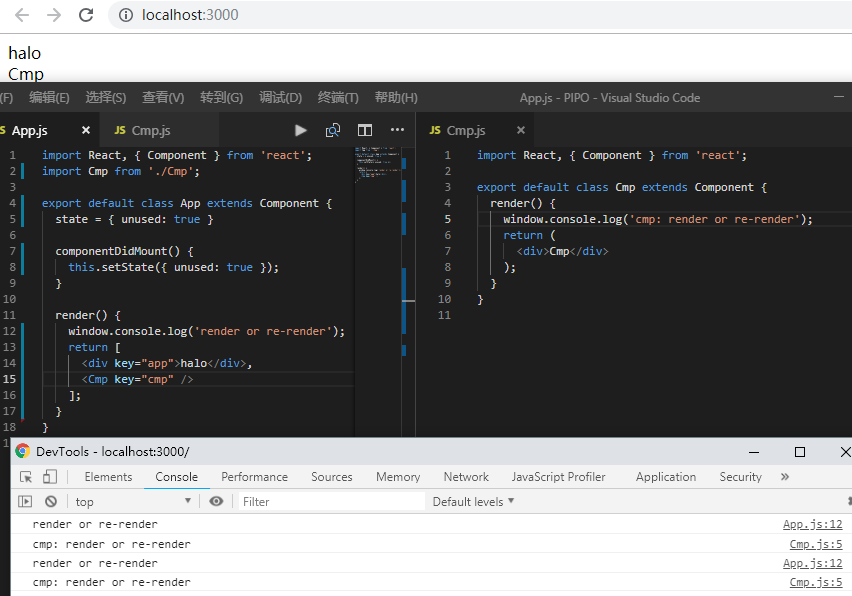 localhost:3000
halo
Cmp
(F) 编辑(E) 选择(S) 查看(V) 转到(G) 调试(D) 终端(T) 帮助(H) App.js - PIPO - Visual Studio Code
JS App.js × JS Cmp.js
1 import React, { Component } from 'react';
2 import Cmp from './Cmp';
3
4 export default class App extends Component {
5 state = { unused: true }
6
7 componentDidMount() {
8 this.setState({ unused: true });
9 }
10
11 render() {
12 window.console.log('render or re-render');
13 return [
14 <div key="app">halo</div>,
15 <Cmp key="cmp" />
16 ];
17 }
18 }
JS Cmp.js ×
1 import React, { Component } from 'react';
2
3 export default class Cmp extends Component {
4 render() {
5 window.console.log('cmp: render or re-render');
6 return (
7 <div>Cmp</div>
8 );
9 }
10 }
11
DevTools - localhost:3000/
Elements Console Performance Sources Memory Network JavaScript Profiler Application Security »
top Filter Default levels
render or re-render App.js:12
cmp: render or re-render Cmp.js:5
render or re-render App.js:12
cmp: render or re-render Cmp.js:5